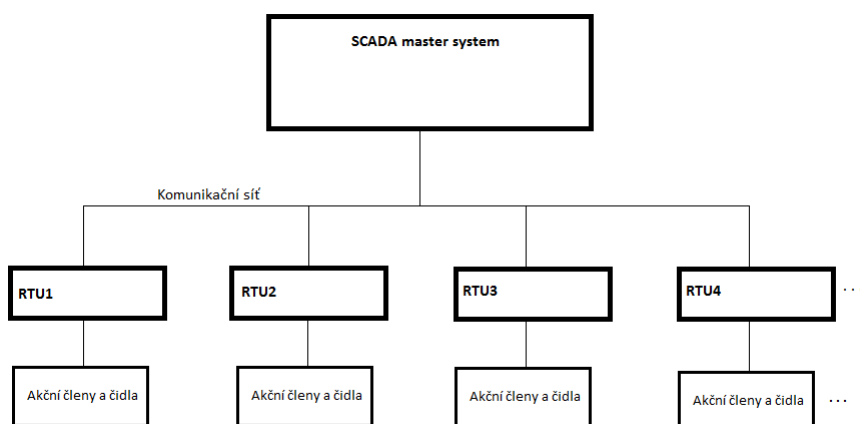 SCADA master system
Komunikační síť
RTU1
RTU2
RTU3
RTU4
. .
Akční členy a čidla
Akční členy a čidla
Akční členy a čidla
Akční členy a čidla
. . .